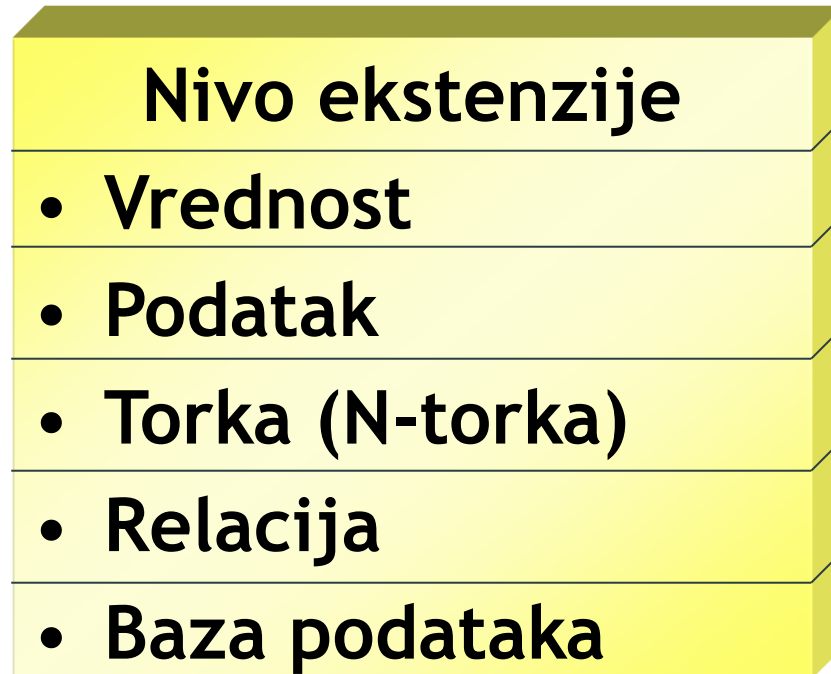 Nivo ekstenzije
• Vrednost
• Podatak
• Torka (N-torka)
• Relacija
• Baza podataka